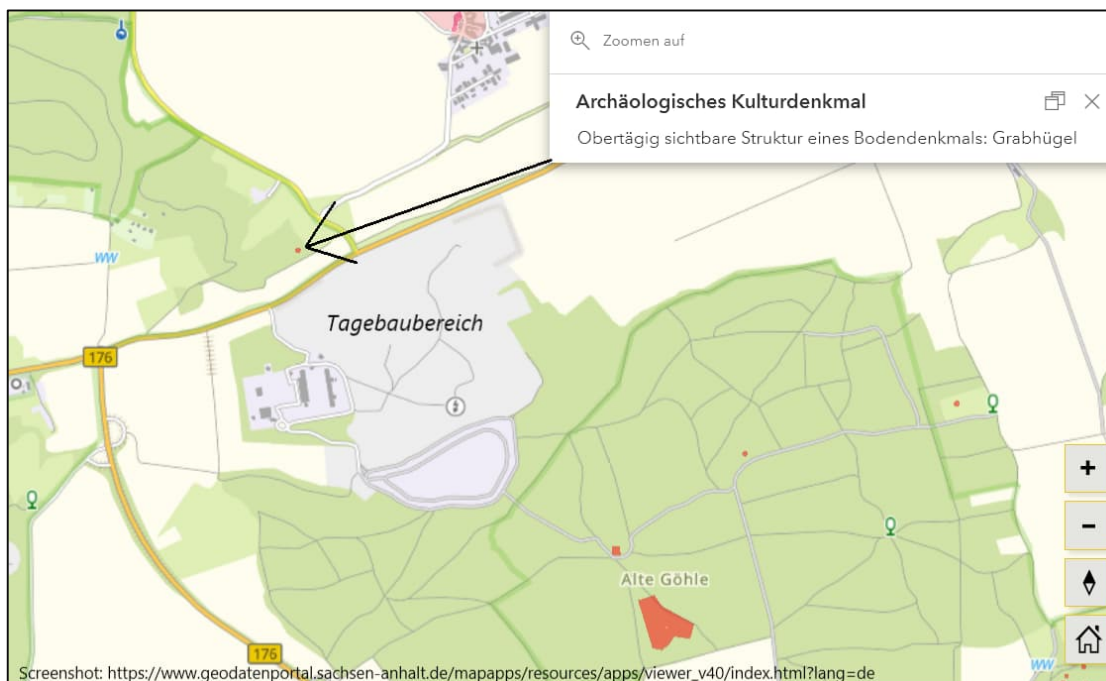 Zoomen auf
Archäologisches Kulturdenkmal
Obertägig sichtbare Struktur eines Bodendenkmals: Grabhügel
WW
Tagebaubereich
176
Alte Göhle
176
WW
+
−
Screenshot: https://www.geodatenportal.sachsen-anhalt.de/mapapps/resources/apps/viewer_v40/index.html?lang=de